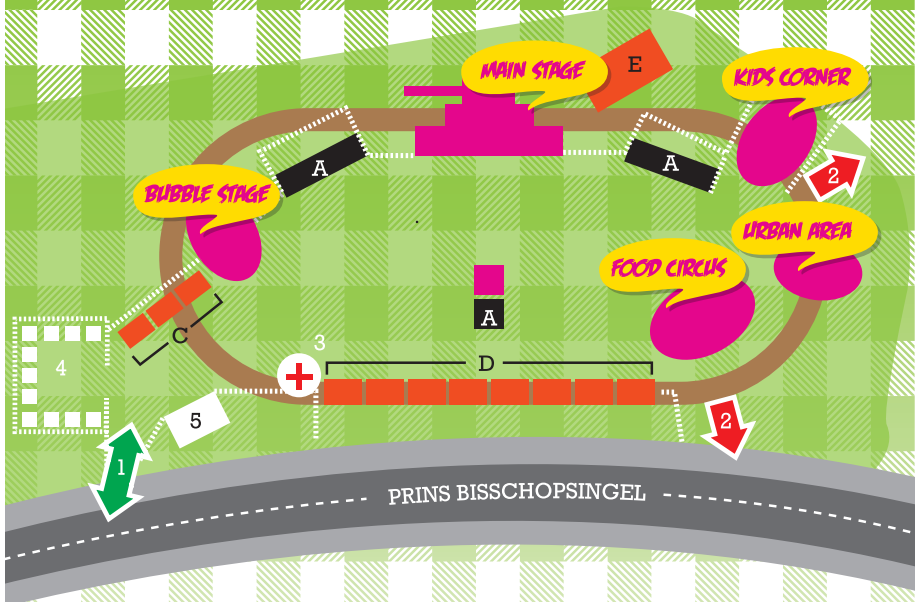 MAIN STAGE
E
KIDS CORNER
A
A
2
BUBBLE STAGE
URBAN AREA
FOOD CIRCUS
A
C
3
4
D
5
2
1
PRINS BISSCHOPSINGEL